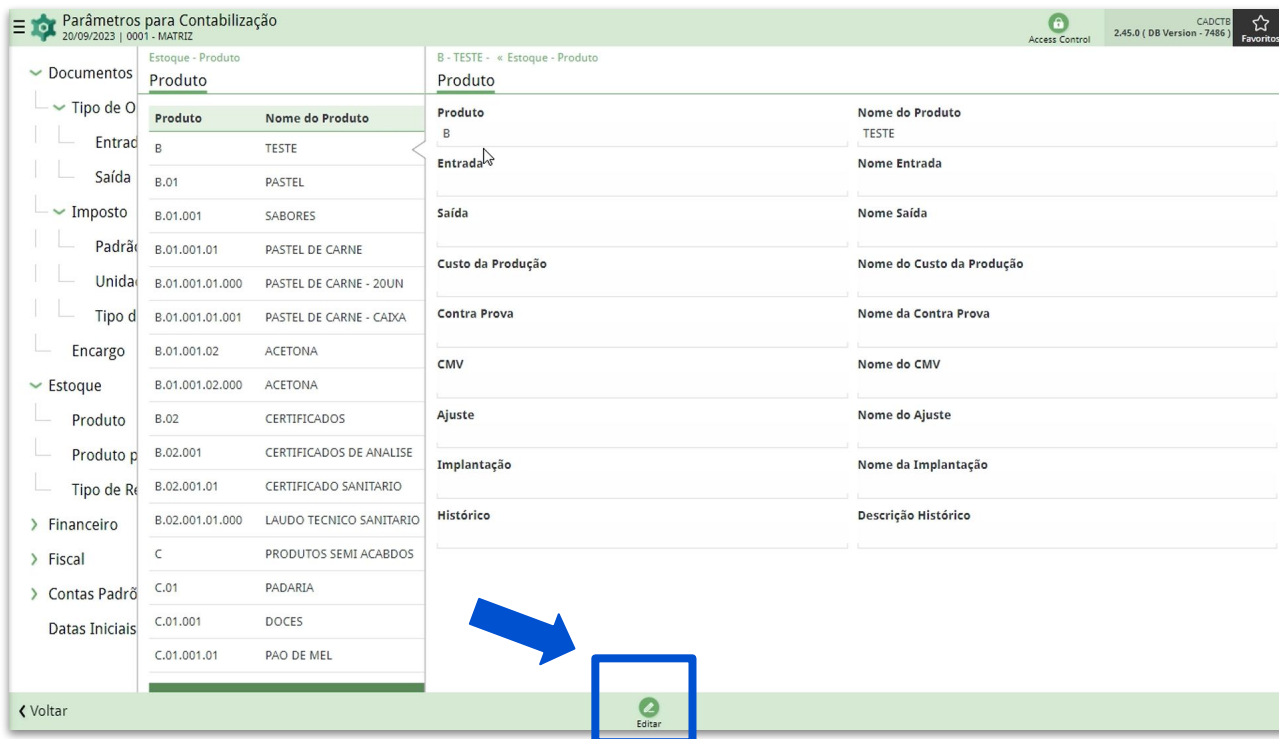 Parâmetros para Contabilização
20/09/2023 | 0001 - MATRIZ
Access Control
CADCTB
2.45.0 ( DB Version - 7486 )
Favoritos
Documentos
Tipo de O
Entrad
Saída
Imposto
Padrão
Unidad
Tipo d
Encargo
Estoque
Produto
Produto p
Tipo de Re
Financeiro
Fiscal
Contas Padrõ
Datas Iniciais
Estoque - Produto
Produto
Produto Nome do Produto
B TESTE
B.01 PASTEL
B.01.001 SABORES
B.01.001.01 PASTEL DE CARNE
B.01.001.01.000 PASTEL DE CARNE - 20UN
B.01.001.01.001 PASTEL DE CARNE - CAIXA
B.01.001.02 ACETONA
B.01.001.02.000 ACETONA
B.02 CERTIFICADOS
B.02.001 CERTIFICADOS DE ANALISE
B.02.001.01 CERTIFICADO SANITARIO
B.02.001.01.000 LAUDO TECNICO SANITARIO
C PRODUTOS SEMI ACABDOS
C.01 PADARIA
C.01.001 DOCES
C.01.001.01 PAO DE MEL
B - TESTE - « Estoque - Produto
Produto
Produto Nome do Produto
B TESTE
Entrada Nome Entrada
Saída Nome Saída
Custo da Produção Nome do Custo da Produção
Contra Prova Nome da Contra Prova
CMV Nome do CMV
Ajuste Nome do Ajuste
Implantação Nome da Implantação
Histórico Descrição Histórico
Voltar
Editar